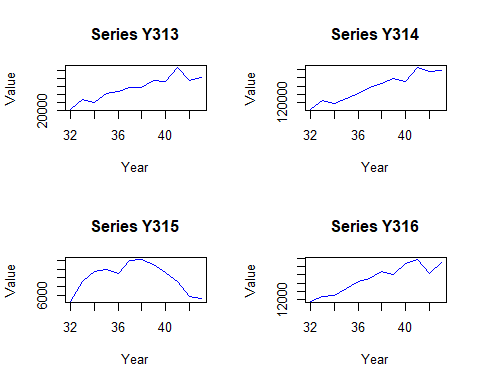 Series Y313
Value
20000
32 36 40
Year
Series Y314
Value
120000
32 36 40
Year
Series Y315
Value
6000
32 36 40
Year
Series Y316
Value
12000
32 36 40
Year